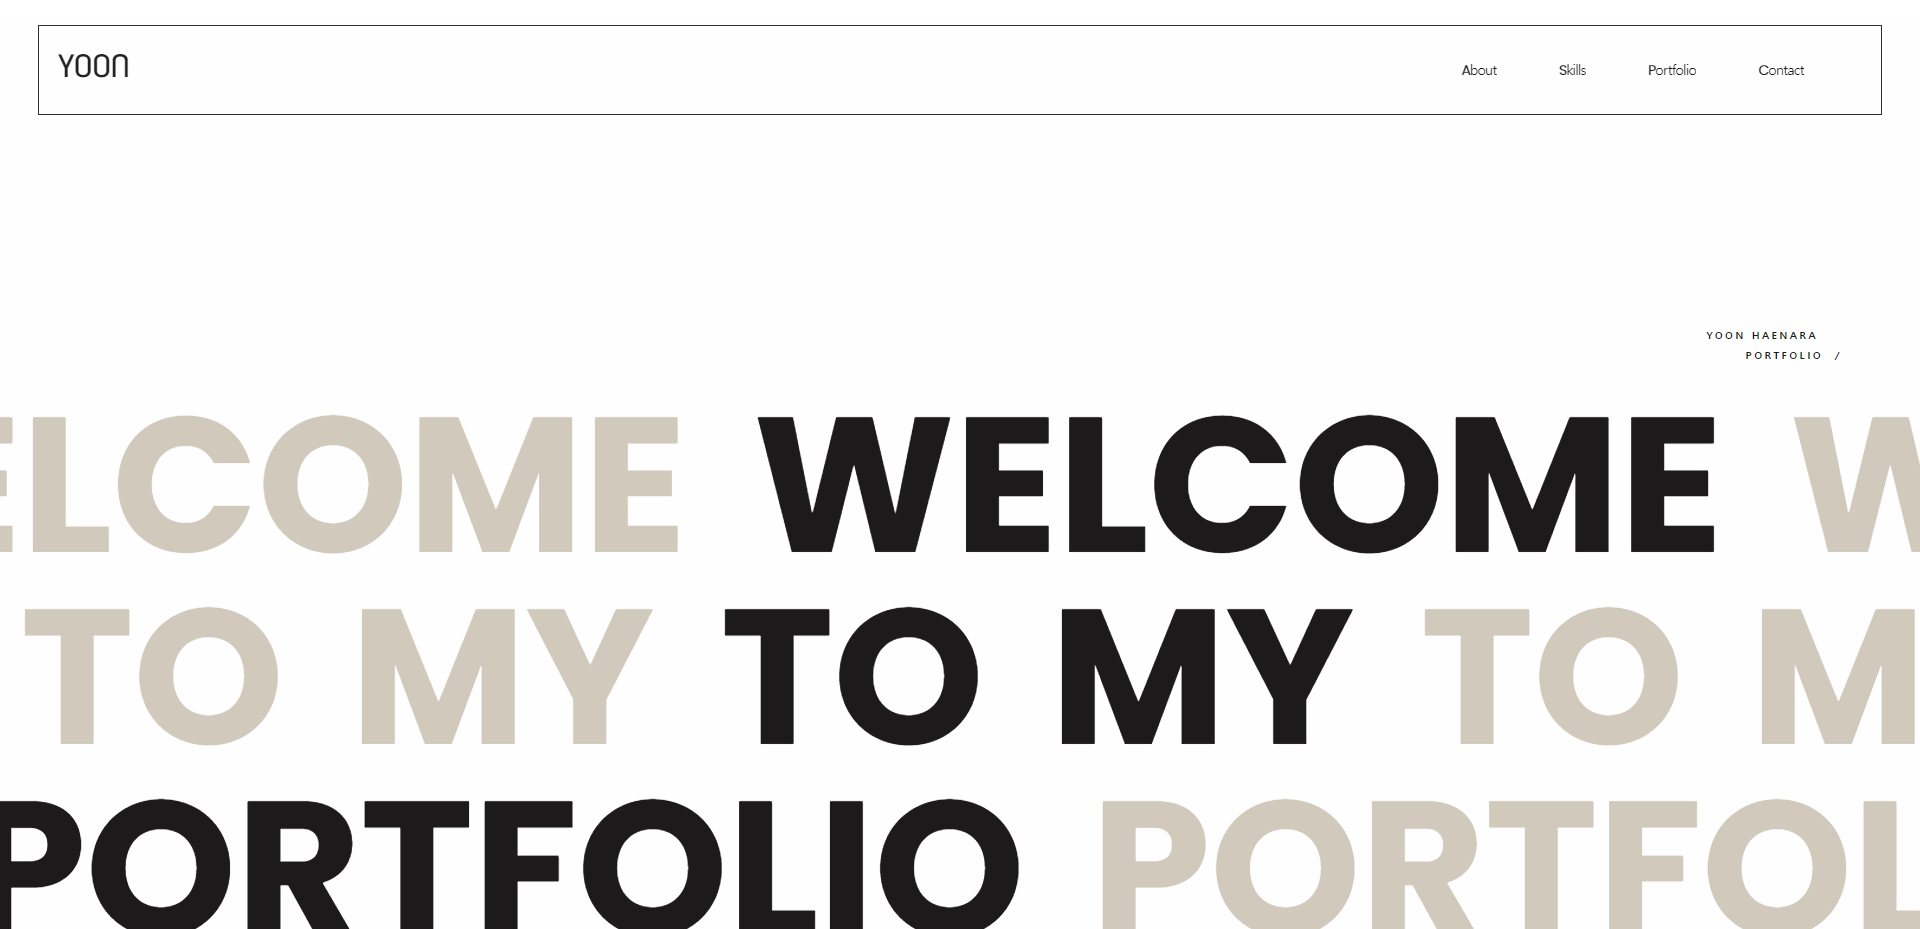 YOON
About Skills Portfolio Contact
YOON HAENARA
PORTFOLIO /
ELCOME WELCOME W
TO MY TO MY TO M
PORTFOLIO PORTFOL